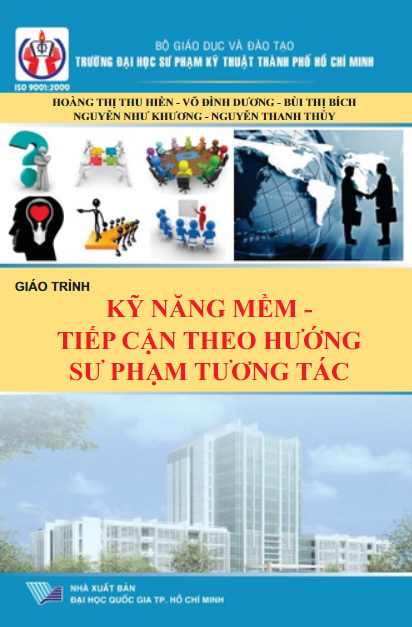 BỘ GIÁO DỤC VÀ ĐÀO TẠO
TRƯỜNG ĐẠI HỌC SƯ PHẠM KỸ THUẬT THÀNH PHỐ HỒ CHÍ MINH
ISO 9001:2000
HOÀNG THỊ THU HIỀN - VÕ ĐÌNH DƯƠNG - BÙI THỊ BÍCH
NGUYỄN NHƯ KHƯƠNG - NGUYỄN THANH THỦY
GIÁO TRÌNH
KỸ NĂNG MỀM -
TIẾP CẬN THEO HƯỚNG
SƯ PHẠM TƯƠNG TÁC
NHÀ XUẤT BẢN
ĐẠI HỌC QUỐC GIA TP. HỒ CHÍ MINH